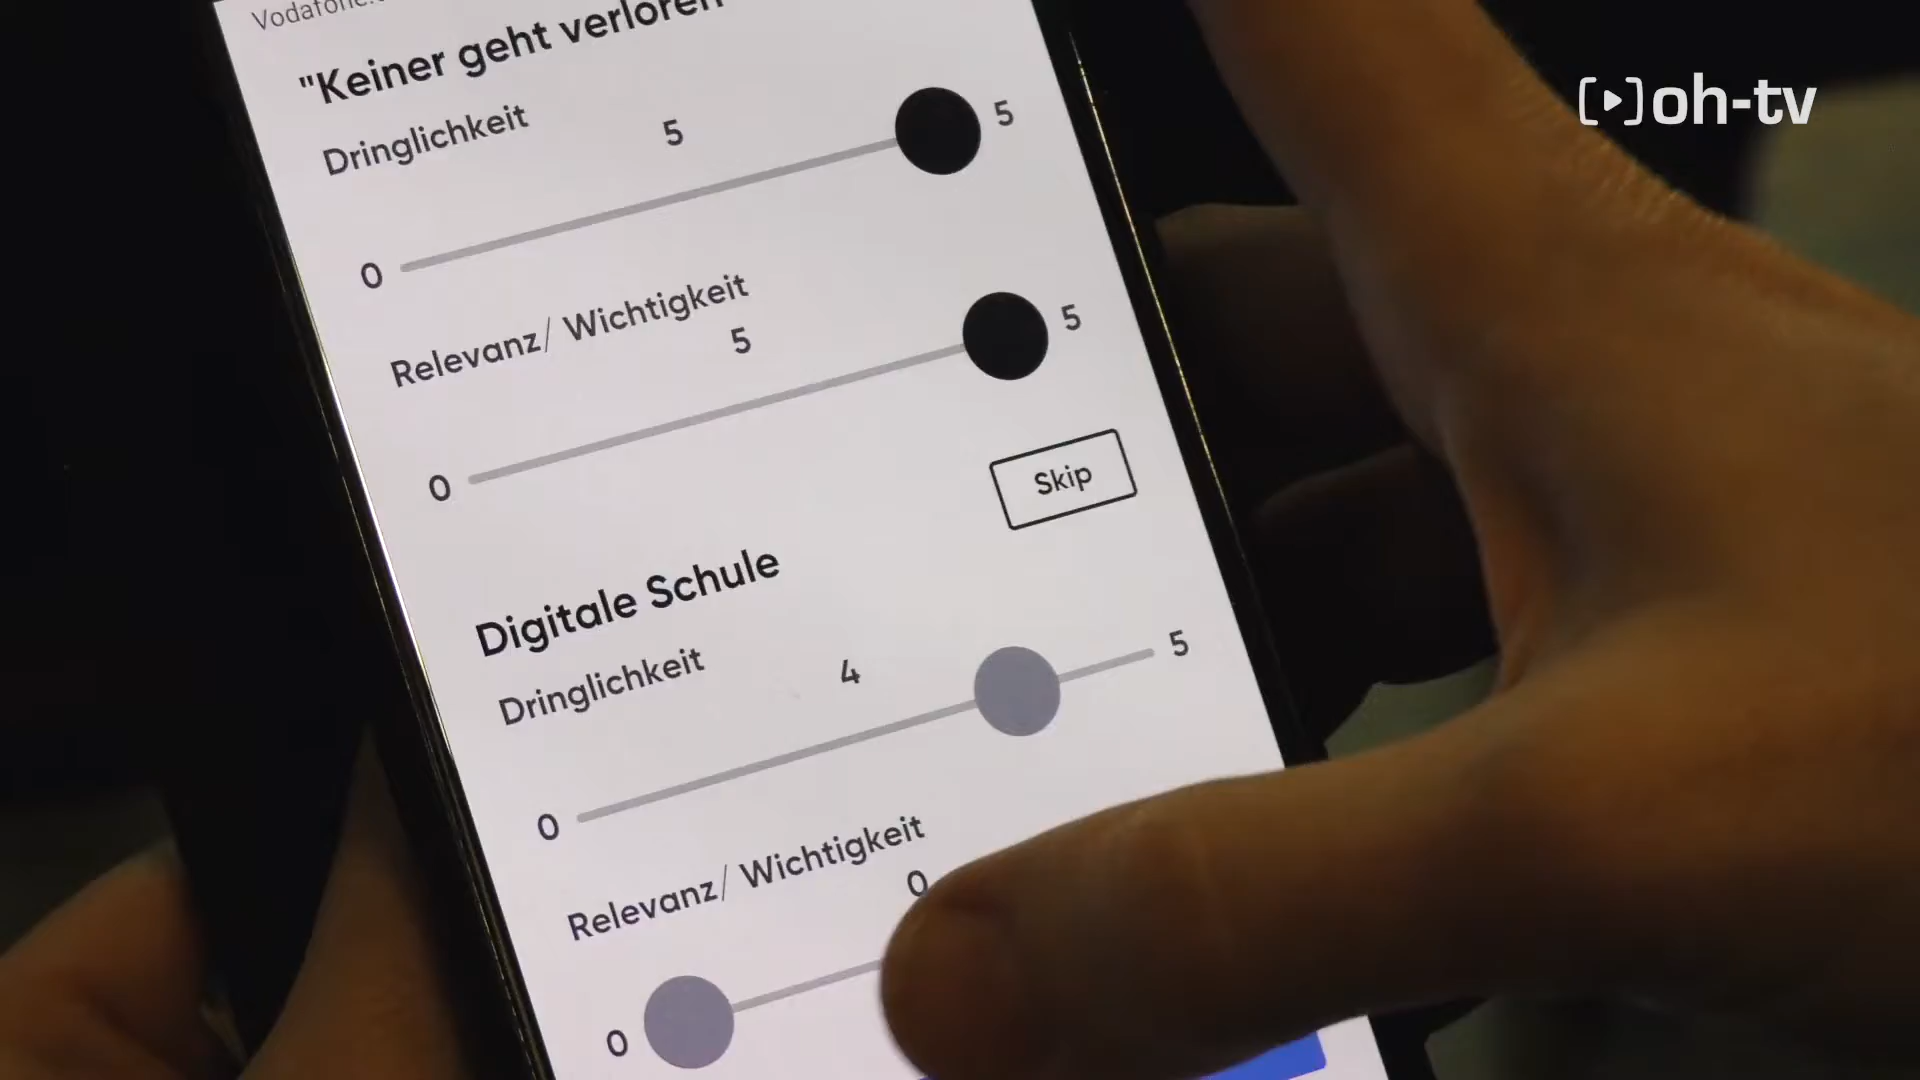 Vodafone.
oh-tv
"Keiner geht verloren
Dringlichkeit
5
5
0
Relevanz/ Wichtigkeit
5
5
0
Skip
Digitale Schule
Dringlichkeit
4
5
0
Relevanz/ Wichtigkeit
0
0